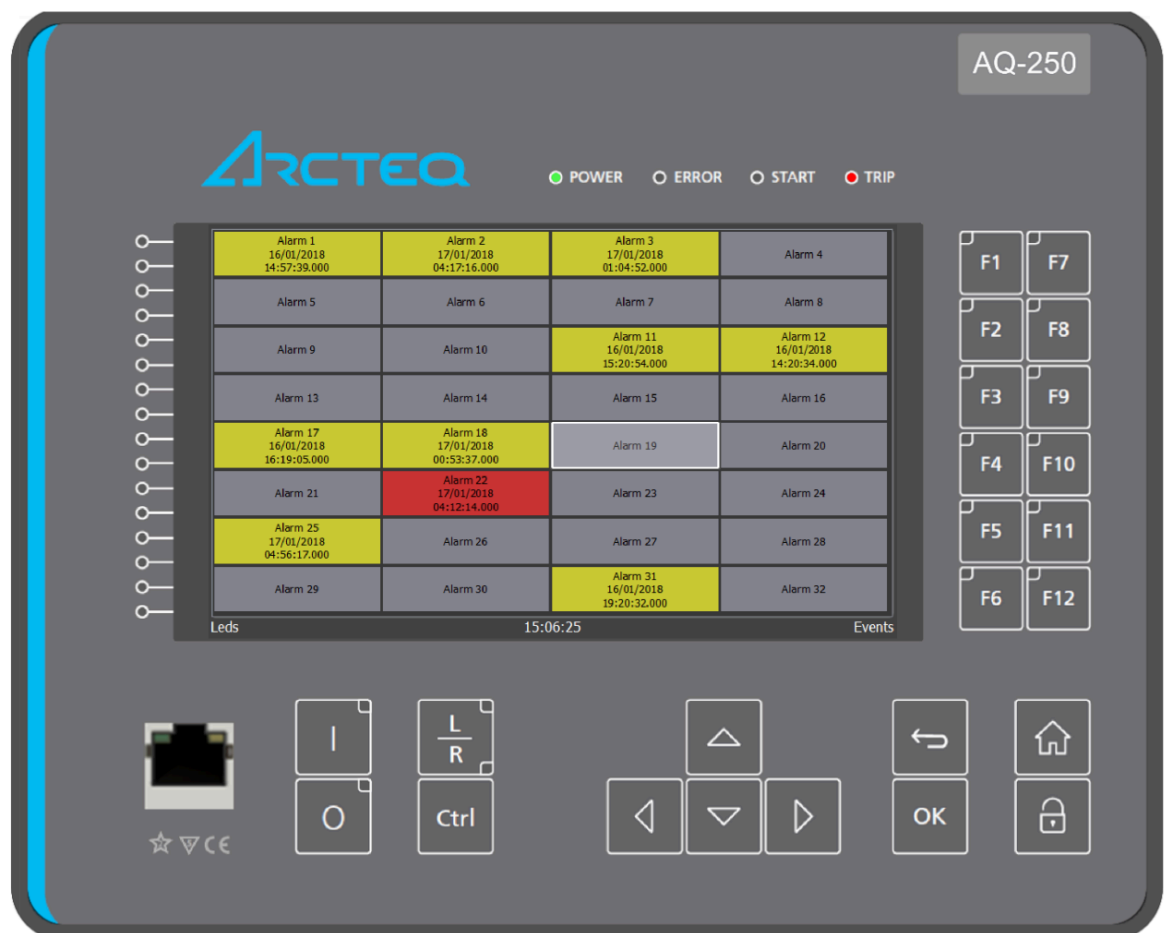 AQ-250
ARCTEQ
POWER ERROR START TRIP
Alarm 1
16/01/2018
14:57:39.000
Alarm 2
17/01/2018
04:17:16.000
Alarm 3
17/01/2018
01:04:52.000
Alarm 4
Alarm 5
Alarm 6
Alarm 7
Alarm 8
Alarm 9
Alarm 10
Alarm 11
16/01/2018
15:20:54.000
Alarm 12
16/01/2018
14:20:34.000
Alarm 13
Alarm 14
Alarm 15
Alarm 16
Alarm 17
16/01/2018
16:19:05.000
Alarm 18
17/01/2018
00:53:37.000
Alarm 19
Alarm 20
Alarm 21
Alarm 22
17/01/2018
04:12:14.000
Alarm 23
Alarm 24
Alarm 25
17/01/2018
04:56:17.000
Alarm 26
Alarm 27
Alarm 28
Alarm 29
Alarm 30
Alarm 31
16/01/2018
19:20:32.000
Alarm 32
Leds 15:06:25 Events
F1 F7
F2 F8
F3 F9
F4 F10
F5 F11
F6 F12
I
L
R
O
Ctrl
OK
CE